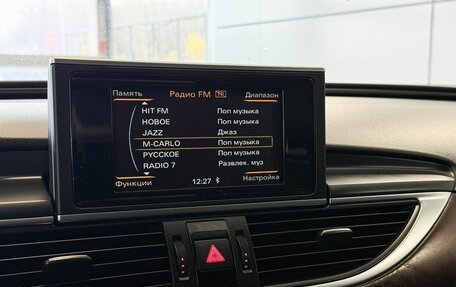 Память Радио FM TP Диапазон
HIT FM Поп музыка
НОВОЕ Поп музыка
JAZZ Джаз
M-CARLO Поп музыка
РУССКОЕ Поп музыка
RADIO 7 Развлек. муз
Функции 12:27 Настройка